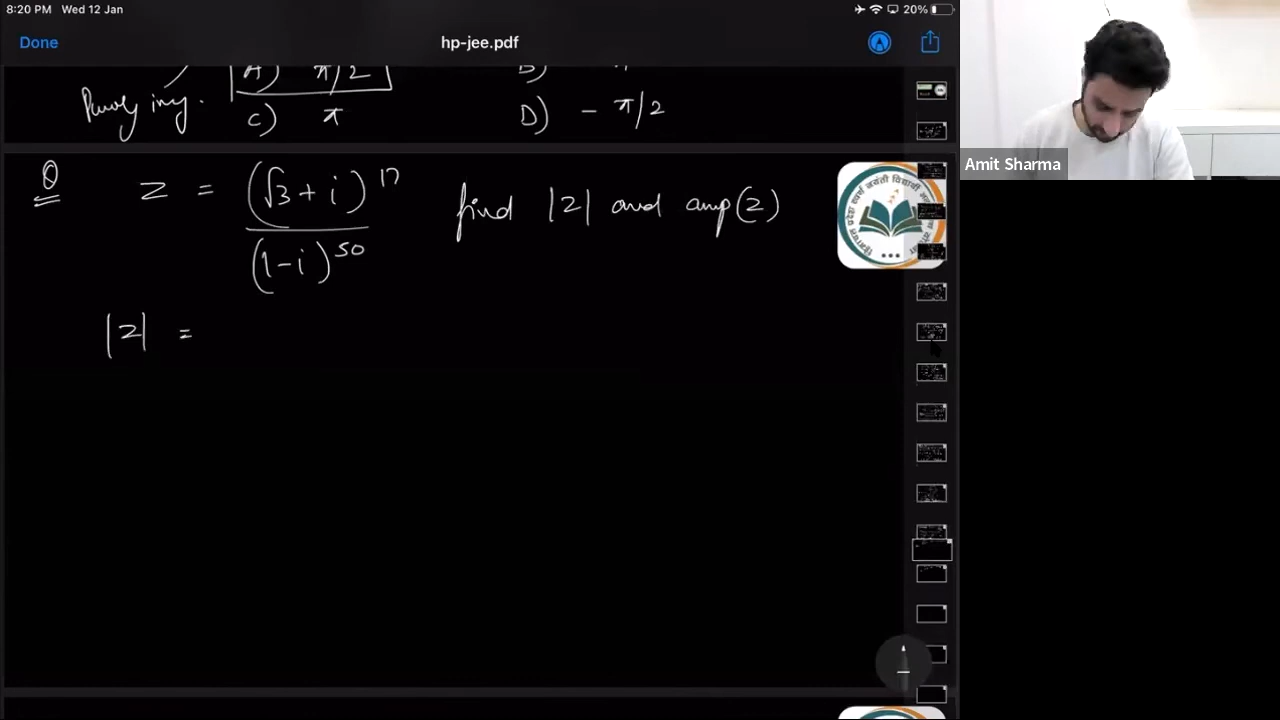 8:20 PM Wed 12 Jan 20%
Done hp-jee.pdf
A) π/2
Purely img. C) π D) - π/2
Q z = (√3 + i)^17 / (1-i)^50 find |z| and amp(z)
|z| =
Amit Sharma